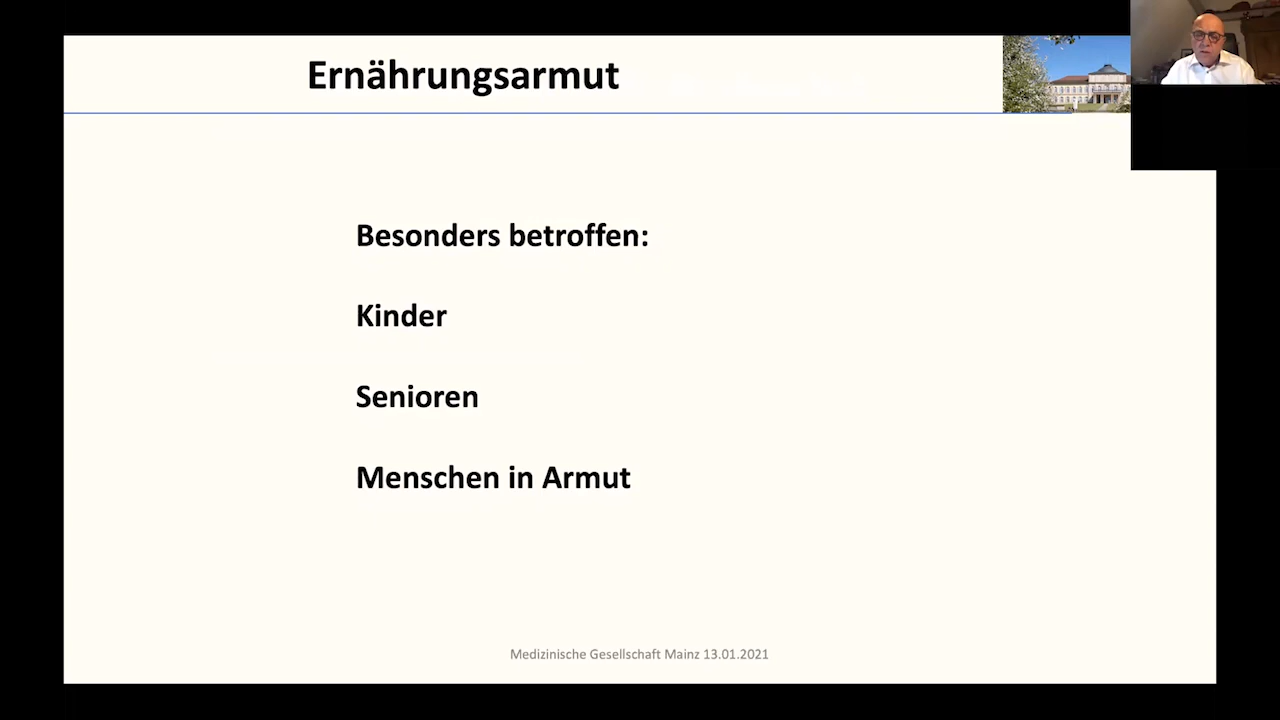 Ernährungsarmut
Besonders betroffen:
Kinder
Senioren
Menschen in Armut
Medizinische Gesellschaft Mainz 13.01.2021